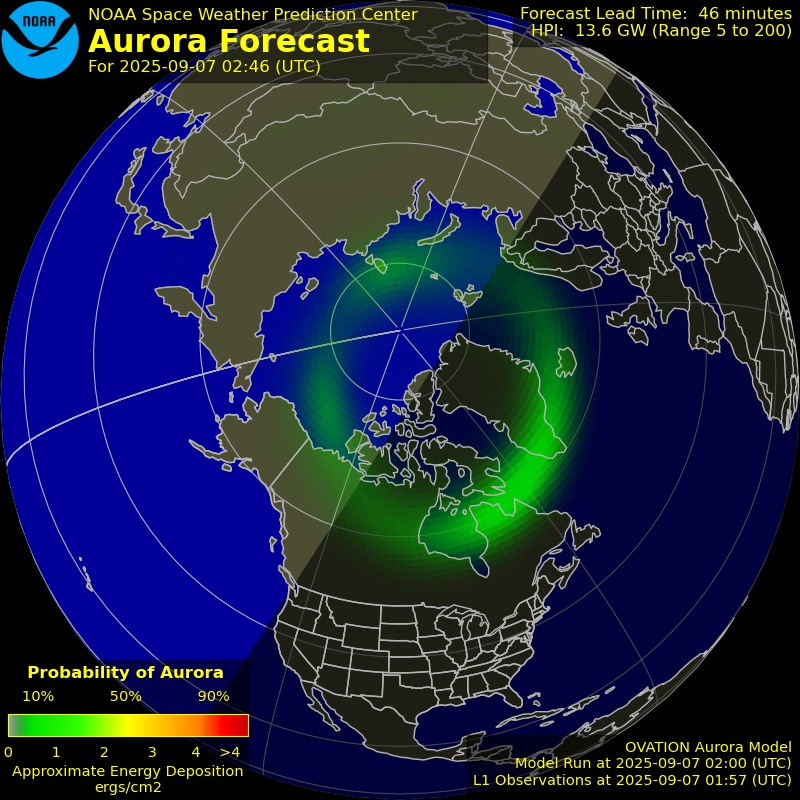 NOAA
NOAA Space Weather Prediction Center
Aurora Forecast
For 2025-09-07 02:46 (UTC)
Forecast Lead Time: 46 minutes
HPI: 13.6 GW (Range 5 to 200)
Probability of Aurora
10% 50% 90%
0 1 2 3 4 >4
Approximate Energy Deposition
ergs/cm2
OVATION Aurora Model
Model Run at 2025-09-07 02:00 (UTC)
L1 Observations at 2025-09-07 01:57 (UTC)